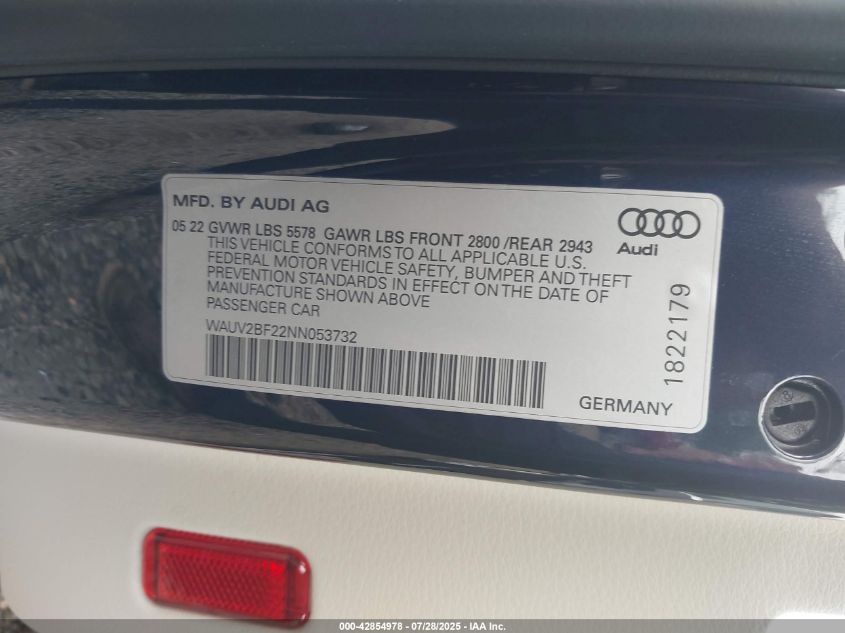 MFD. BY AUDI AG
05 22 GVWR LBS 5578 GAWR LBS FRONT 2800 /REAR 2943
THIS VEHICLE CONFORMS TO ALL APPLICABLE U.S.
FEDERAL MOTOR VEHICLE SAFETY, BUMPER AND THEFT
PREVENTION STANDARDS IN EFFECT ON THE DATE OF
MANUFACTURE SHOWN ABOVE
PASSENGER CAR
WAUV2BF22NN053732
Audi
1822179
GERMANY
000-42854978 - 07/28/2025 - IAA Inc.